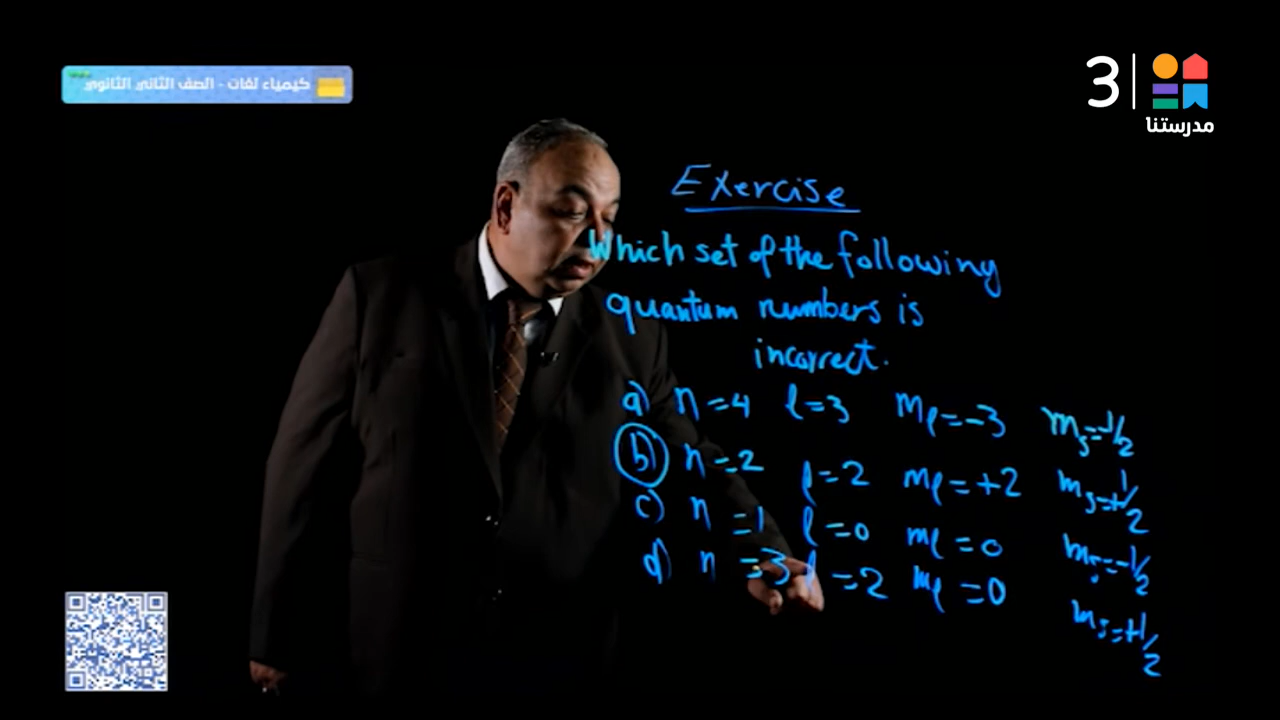 كيمياء لغات - الصف الثاني الثانوي
3
مدرستنا
Exercise
Which set of the following
quantum numbers is
incorrect.
a) n=4 l=3 ml=-3 ms=-1/2
b) n=2 l=2 ml=+2 ms=+1/2
c) n=1 l=0 ml=0 ms=-1/2
d) n=3 l=2 ml=0 ms=+1/2